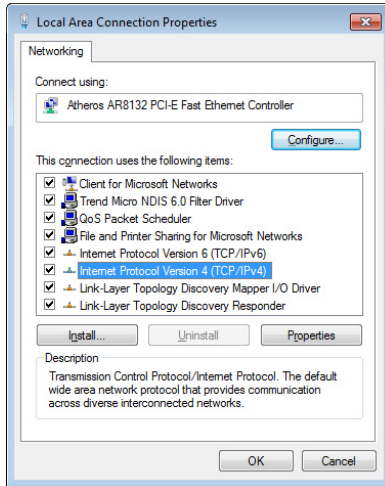 Local Area Connection Properties
Networking
Connect using:
Atheros AR8132 PCI-E Fast Ethernet Controller
Configure...
This connection uses the following items:
Client for Microsoft Networks
Trend Micro NDIS 6.0 Filter Driver
QoS Packet Scheduler
File and Printer Sharing for Microsoft Networks
Internet Protocol Version 6 (TCP/IPv6)
Internet Protocol Version 4 (TCP/IPv4)
Link-Layer Topology Discovery Mapper I/O Driver
Link-Layer Topology Discovery Responder
Install... Uninstall Properties
Description
Transmission Control Protocol/Internet Protocol. The default
wide area network protocol that provides communication
across diverse interconnected networks.
OK Cancel